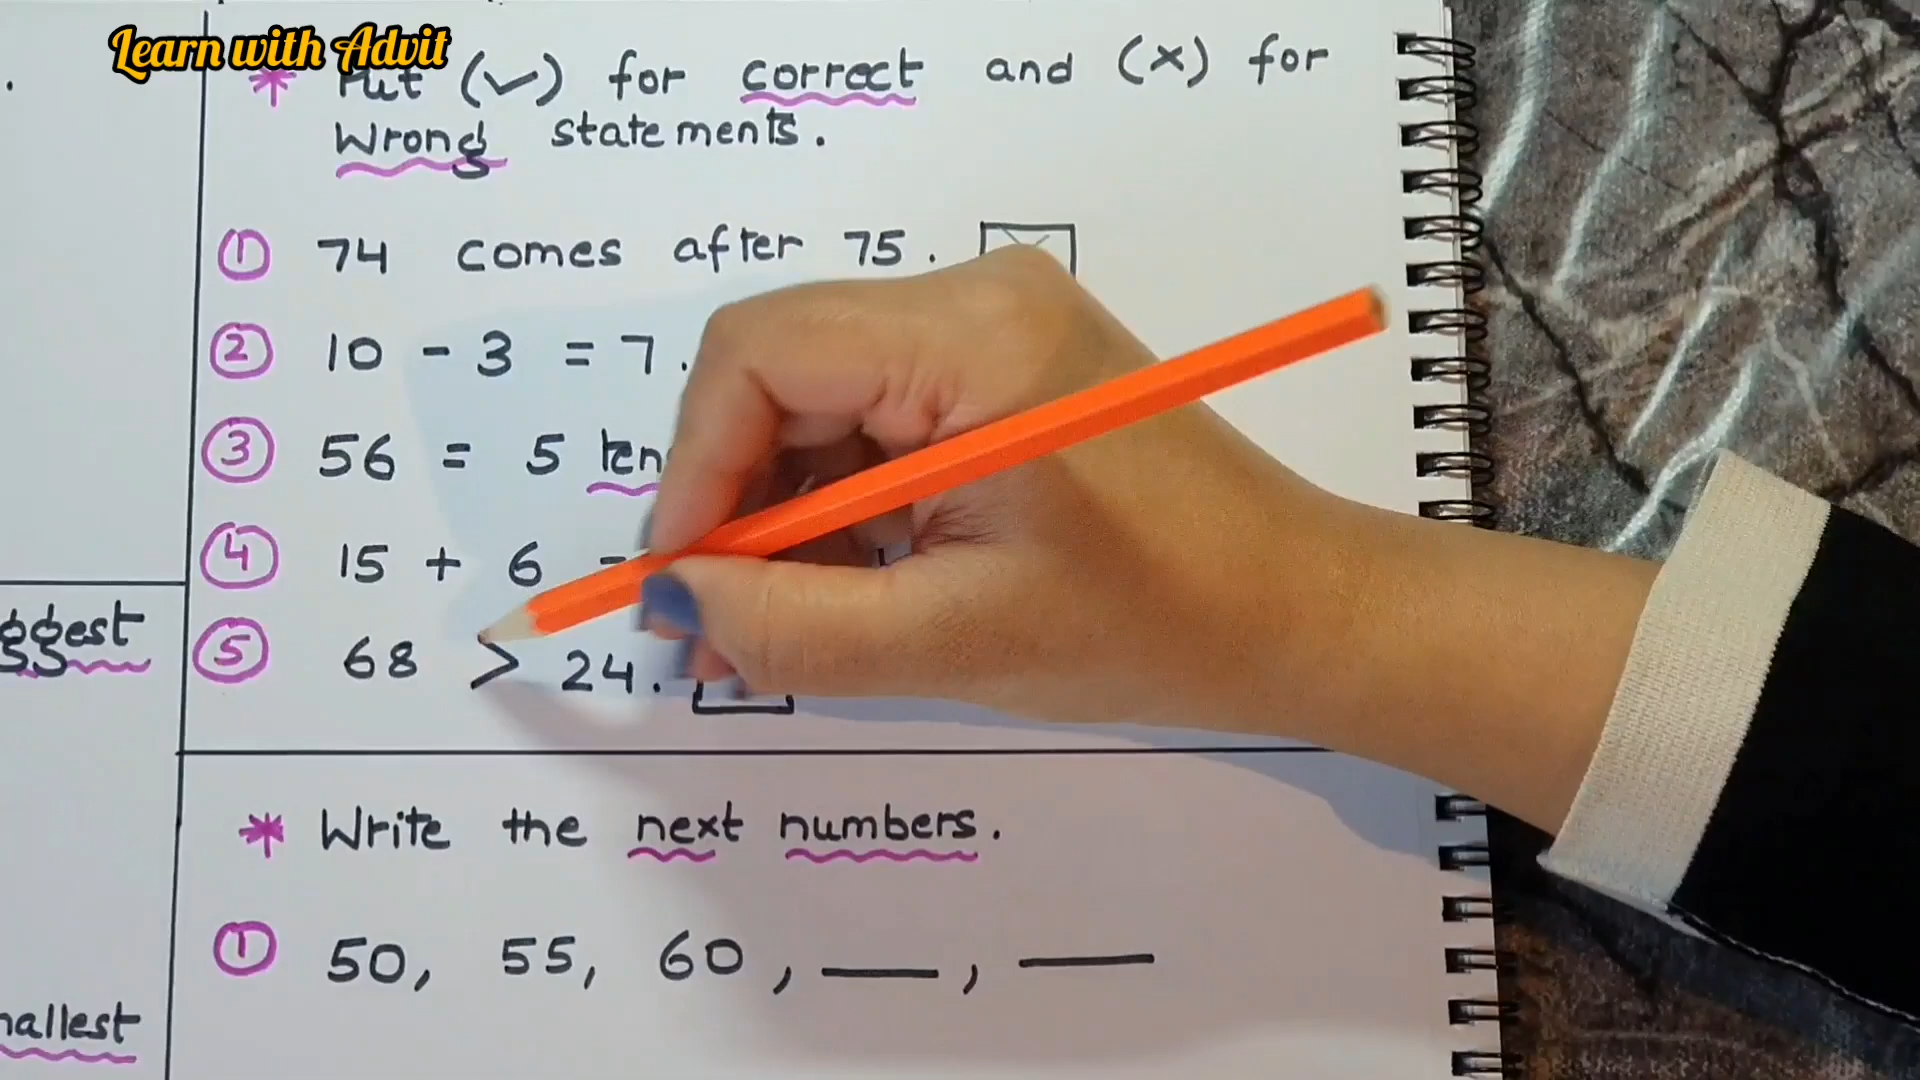 Learn with Advit
* Put (✓) for correct and (×) for
wrong statements.
① 74 comes after 75.
② 10 - 3 = 7.
③ 56 = 5 ten
④ 15 + 6
⑤ 68 > 24.
* Write the next numbers.
① 50, 55, 60, ___, ___